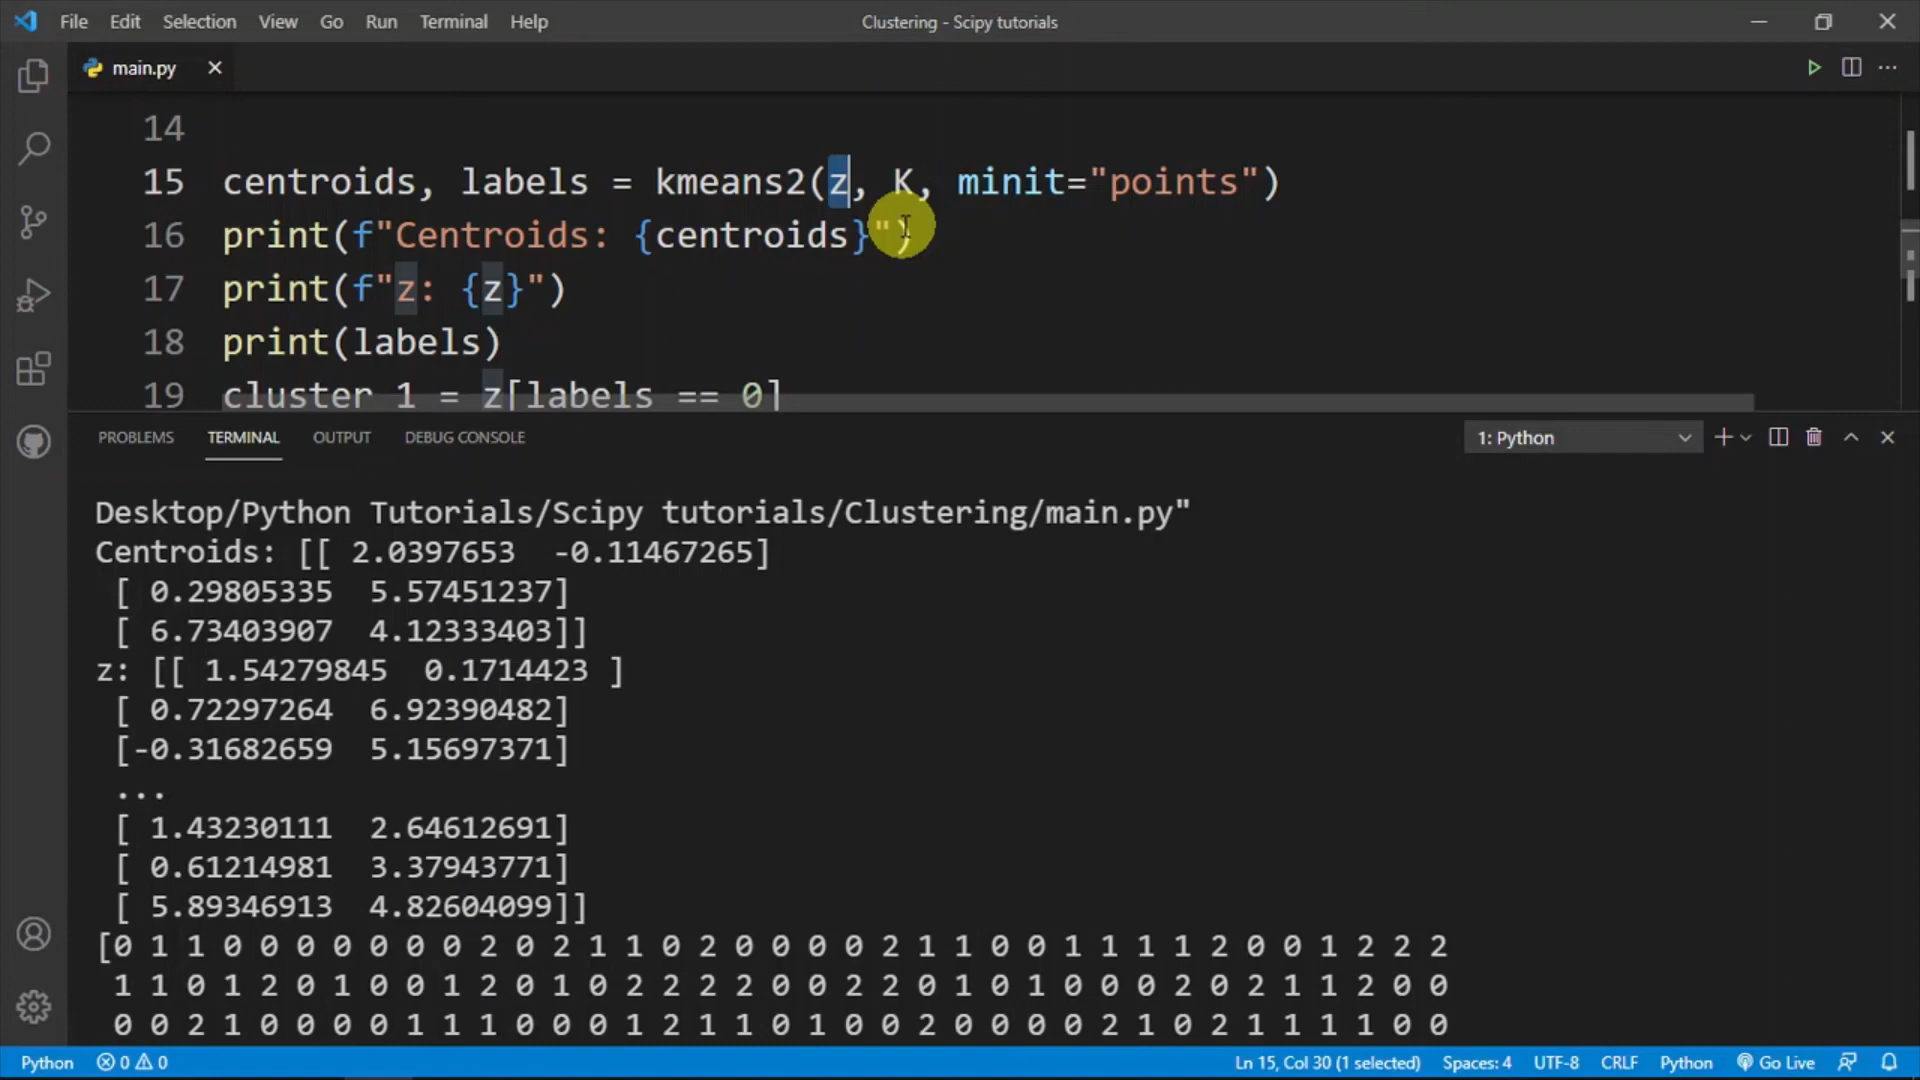 File Edit Selection View Go Run Terminal Help Clustering - Scipy tutorials
main.py
14
15 centroids, labels = kmeans2(z, K, minit="points")
16 print(f"Centroids: {centroids}")
17 print(f"z: {z}")
18 print(labels)
19 cluster_1 = z[labels == 0]
PROBLEMS TERMINAL OUTPUT DEBUG CONSOLE 1: Python
Desktop/Python Tutorials/Scipy tutorials/Clustering/main.py"
Centroids: [[ 2.0397653  -0.11467265]
[ 0.29805335  5.57451237]
[ 6.73403907  4.12333403]]
z: [[ 1.54279845  0.1714423 ]
[ 0.72297264  6.92390482]
[-0.31682659  5.15697371]
...
[ 1.43230111  2.64612691]
[ 0.61214981  3.37943771]
[ 5.89346913  4.82604099]]
[0 1 1 0 0 0 0 0 0 0 2 0 2 1 1 0 2 0 0 0 0 2 1 1 0 0 1 1 1 1 2 0 0 1 2 2 2
1 1 0 1 2 0 1 0 0 1 2 0 1 0 2 2 2 2 0 0 2 2 0 1 0 1 0 0 0 2 0 2 1 1 2 0 0
0 0 2 1 0 0 0 0 1 1 1 0 0 0 1 2 1 1 0 1 0 0 2 0 0 0 0 2 1 0 2 1 1 1 1 0 0
Python 0 0 Ln 15, Col 30 (1 selected) Spaces: 4 UTF-8 CRLF Python Go Live